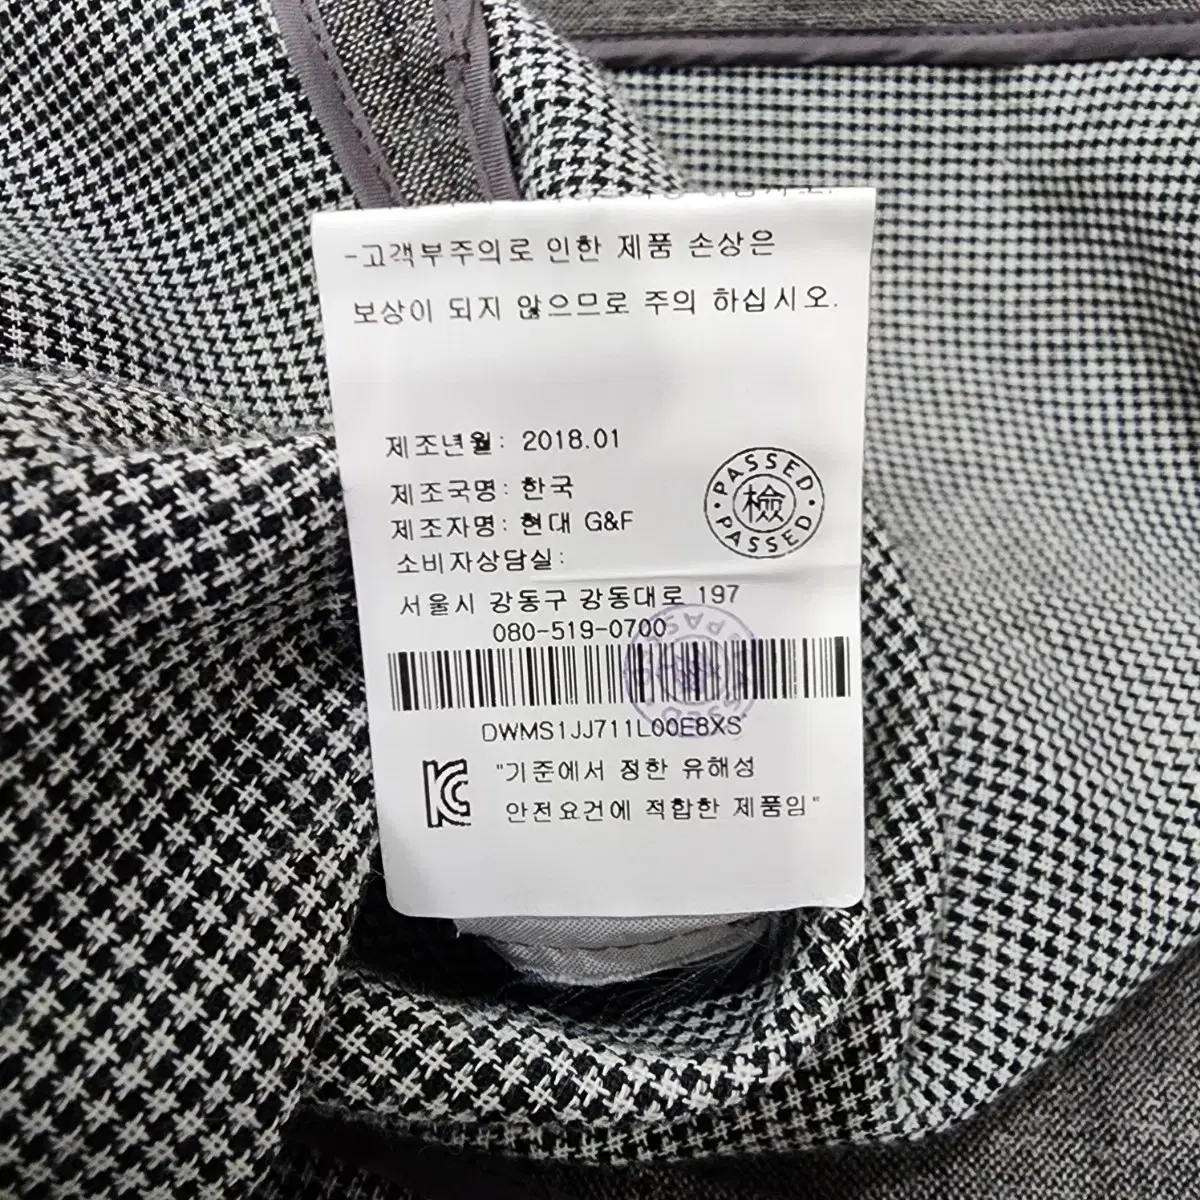 -고객부주의로 인한 제품 손상은
보상이 되지 않으므로 주의 하십시오.
제조년월: 2018.01
제조국명: 한국
제조자명: 현대 G&F
소비자상담실:
서울시 강동구 강동대로 197
080-519-0700
DWMS1JJ711L00E8XS
"기준에서 정한 유해성
안전요건에 적합한 제품임"
PASSED
檢
PASSED